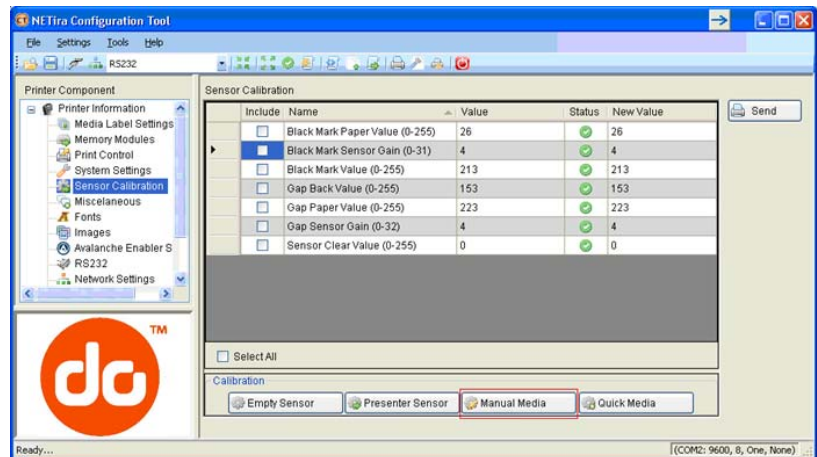 NETira Configuration Tool
File Settings Tools Help
RS232
Printer Component
Printer Information
Media Label Settings
Memory Modules
Print Control
System Settings
Sensor Calibration
Miscelaneous
Fonts
Images
Avalanche Enabler S
RS232
Network Settings
TM
do
Sensor Calibration
Include Name Value Status New Value
Black Mark Paper Value (0-255) 26 26
Black Mark Sensor Gain (0-31) 4 4
Black Mark Value (0-255) 213 213
Gap Back Value (0-255) 153 153
Gap Paper Value (0-255) 223 223
Gap Sensor Gain (0-32) 4 4
Sensor Clear Value (0-255) 0 0
Select All
Calibration
Empty Sensor Presenter Sensor Manual Media Quick Media
Send
Ready... (COM2: 9600, 8, One, None)